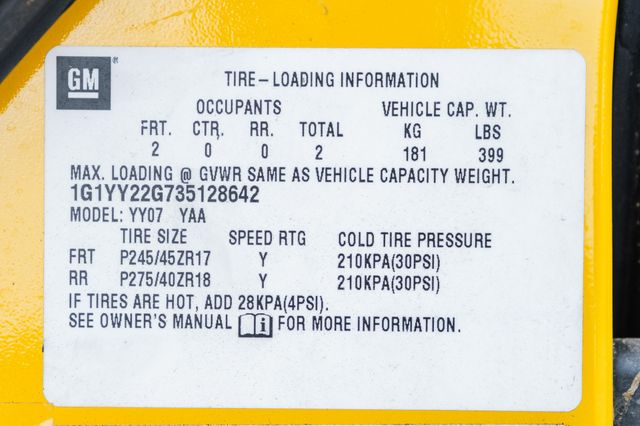 GM®
TIRE-LOADING INFORMATION
OCCUPANTS VEHICLE CAP. WT.
FRT. CTR. RR. TOTAL KG LBS
2 0 0 2 181 399
MAX. LOADING @ GVWR SAME AS VEHICLE CAPACITY WEIGHT.
1G1YY22G735128642
MODEL: YY07 YAA
TIRE SIZE SPEED RTG COLD TIRE PRESSURE
FRT P245/45ZR17 Y 210KPA(30PSI)
RR P275/40ZR18 Y 210KPA(30PSI)
IF TIRES ARE HOT, ADD 28KPA(4PSI).
SEE OWNER'S MANUAL i FOR MORE INFORMATION.